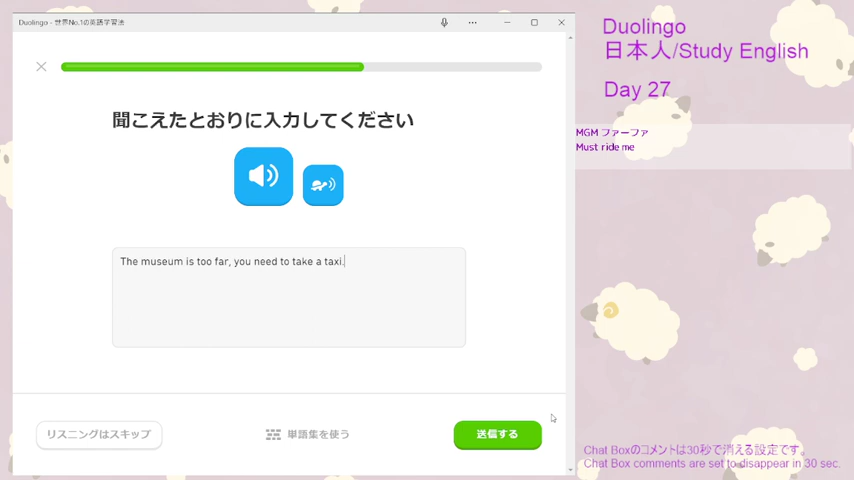 Duolingo - 世界No.1の英語学習法
聞こえたとおりに入力してください
The museum is too far, you need to take a taxi.
リスニングはスキップ
単語集を使う
送信する
Duolingo
日本人/Study English
Day 27
MGM ファーファ
Must ride me
Chat Boxのコメントは30秒で消える設定です
Chat Box comments are set to disappear in 30 sec.